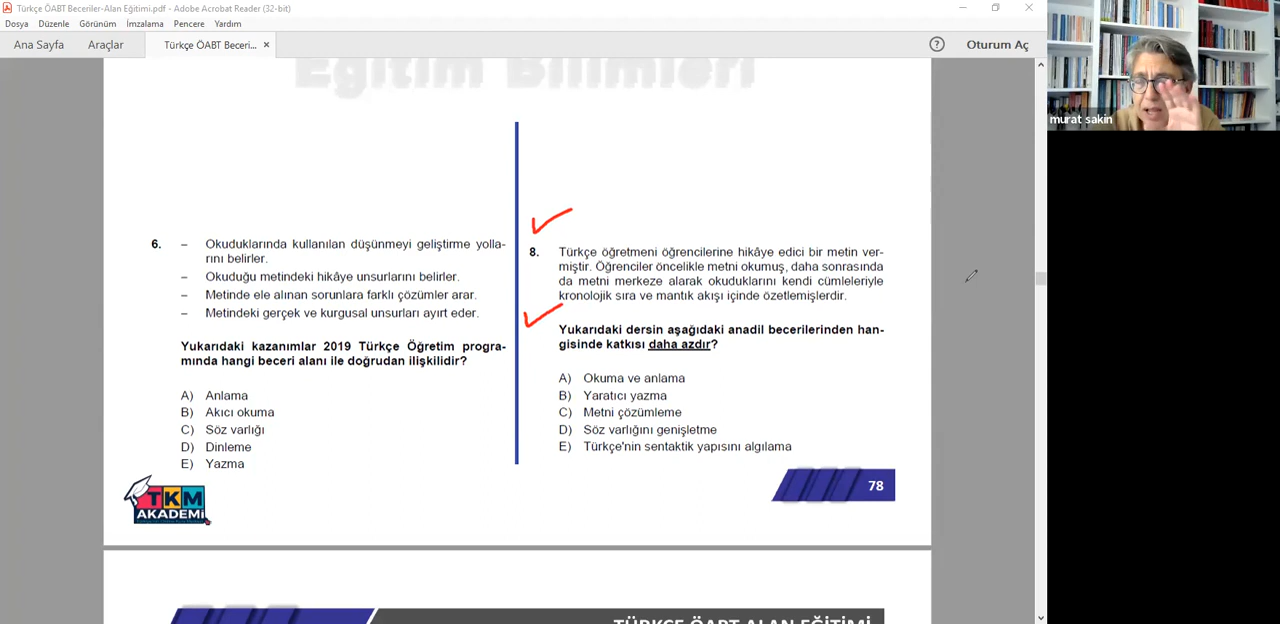 Türkçe ÖABT Beceriler-Alan Eğitimi.pdf - Adobe Acrobat Reader (32-bit)
Dosya Düzenle Görünüm İmzalama Pencere Yardım
Ana Sayfa Araçlar Türkçe ÖABT Beceri... × ? Oturum Aç
Eğitim Bilimleri
murat sakin
6. – Okuduklarında kullanılan düşünmeyi geliştirme yolla-
rını belirler.
– Okuduğu metindeki hikâye unsurlarını belirler.
– Metinde ele alınan sorunlara farklı çözümler arar.
– Metindeki gerçek ve kurgusal unsurları ayırt eder.
Yukarıdaki kazanımlar 2019 Türkçe Öğretim progra-
mında hangi beceri alanı ile doğrudan ilişkilidir?
A) Anlama
B) Akıcı okuma
C) Söz varlığı
D) Dinleme
E) Yazma
TKM
AKADEMİ
8. Türkçe öğretmeni öğrencilerine hikâye edici bir metin ver-
miştir. Öğrenciler öncelikle metni okumuş, daha sonrasında
da metni merkeze alarak okuduklarını kendi cümleleriyle
kronolojik sıra ve mantık akışı içinde özetlemişlerdir.
Yukarıdaki dersin aşağıdaki anadil becerilerinden han-
gisinde katkısı daha azdır?
A) Okuma ve anlama
B) Yaratıcı yazma
C) Metni çözümleme
D) Söz varlığını genişletme
E) Türkçe'nin sentaktik yapısını algılama
78
TÜRKÇE ÖABT ALAN EĞİTİMİ